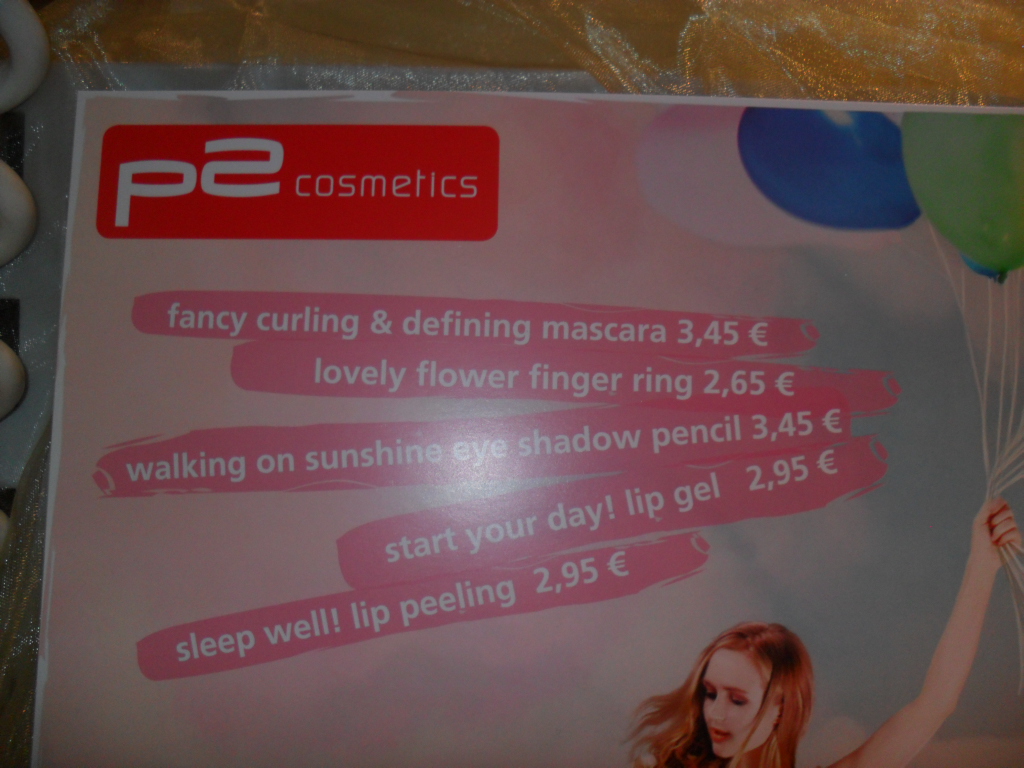 p2 cosmetics
fancy curling & defining mascara 3,45 €
lovely flower finger ring 2,65 €
walking on sunshine eye shadow pencil 3,45 €
start your day! lip gel 2,95 €
sleep well! lip peeling 2,95 €